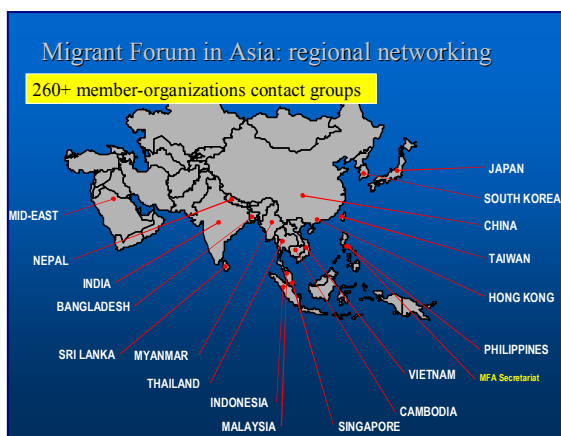 Migrant Forum in Asia: regional networking
260+ member-organizations contact groups
JAPAN
SOUTH KOREA
MID-EAST
CHINA
NEPAL
TAIWAN
INDIA
HONG KONG
BANGLADESH
SRI LANKA
MYANMAR
PHILIPPINES
THAILAND
VIETNAM
MFA Secretariat
INDONESIA
CAMBODIA
MALAYSIA
SINGAPORE